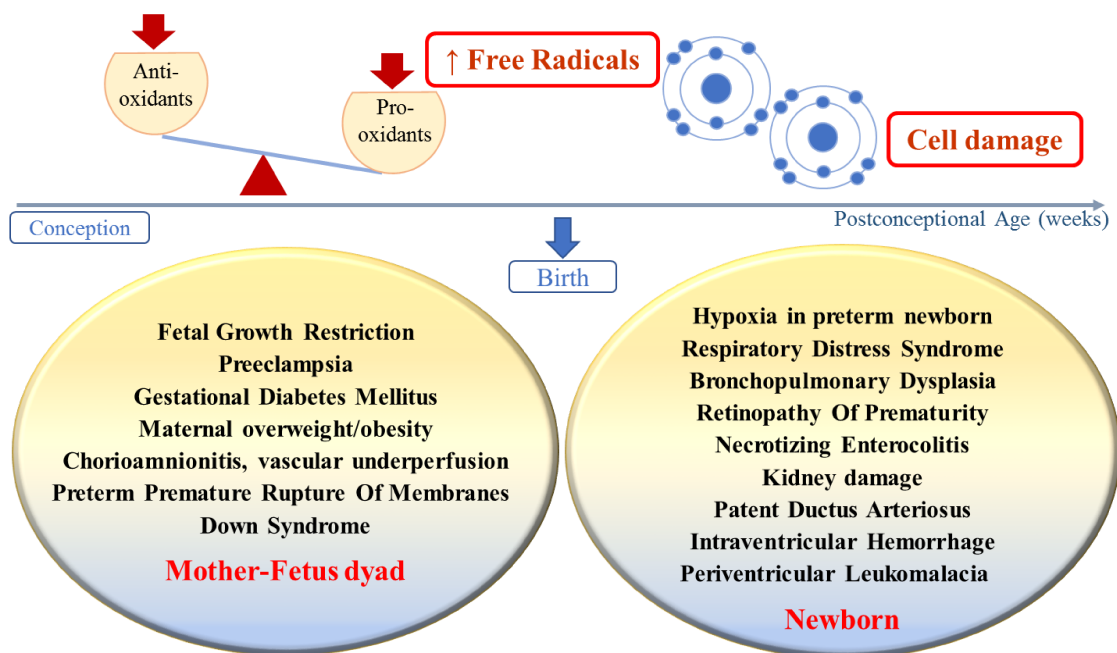 Anti-
oxidants
Pro-
oxidants
↑ Free Radicals
Cell damage
Conception
Postconceptional Age (weeks)
Birth
Fetal Growth Restriction
Preeclampsia
Gestational Diabetes Mellitus
Maternal overweight/obesity
Chorioamnionitis, vascular underperfusion
Preterm Premature Rupture Of Membranes
Down Syndrome
Mother-Fetus dyad
Hypoxia in preterm newborn
Respiratory Distress Syndrome
Bronchopulmonary Dysplasia
Retinopathy Of Prematurity
Necrotizing Enterocolitis
Kidney damage
Patent Ductus Arteriosus
Intraventricular Hemorrhage
Periventricular Leukomalacia
Newborn